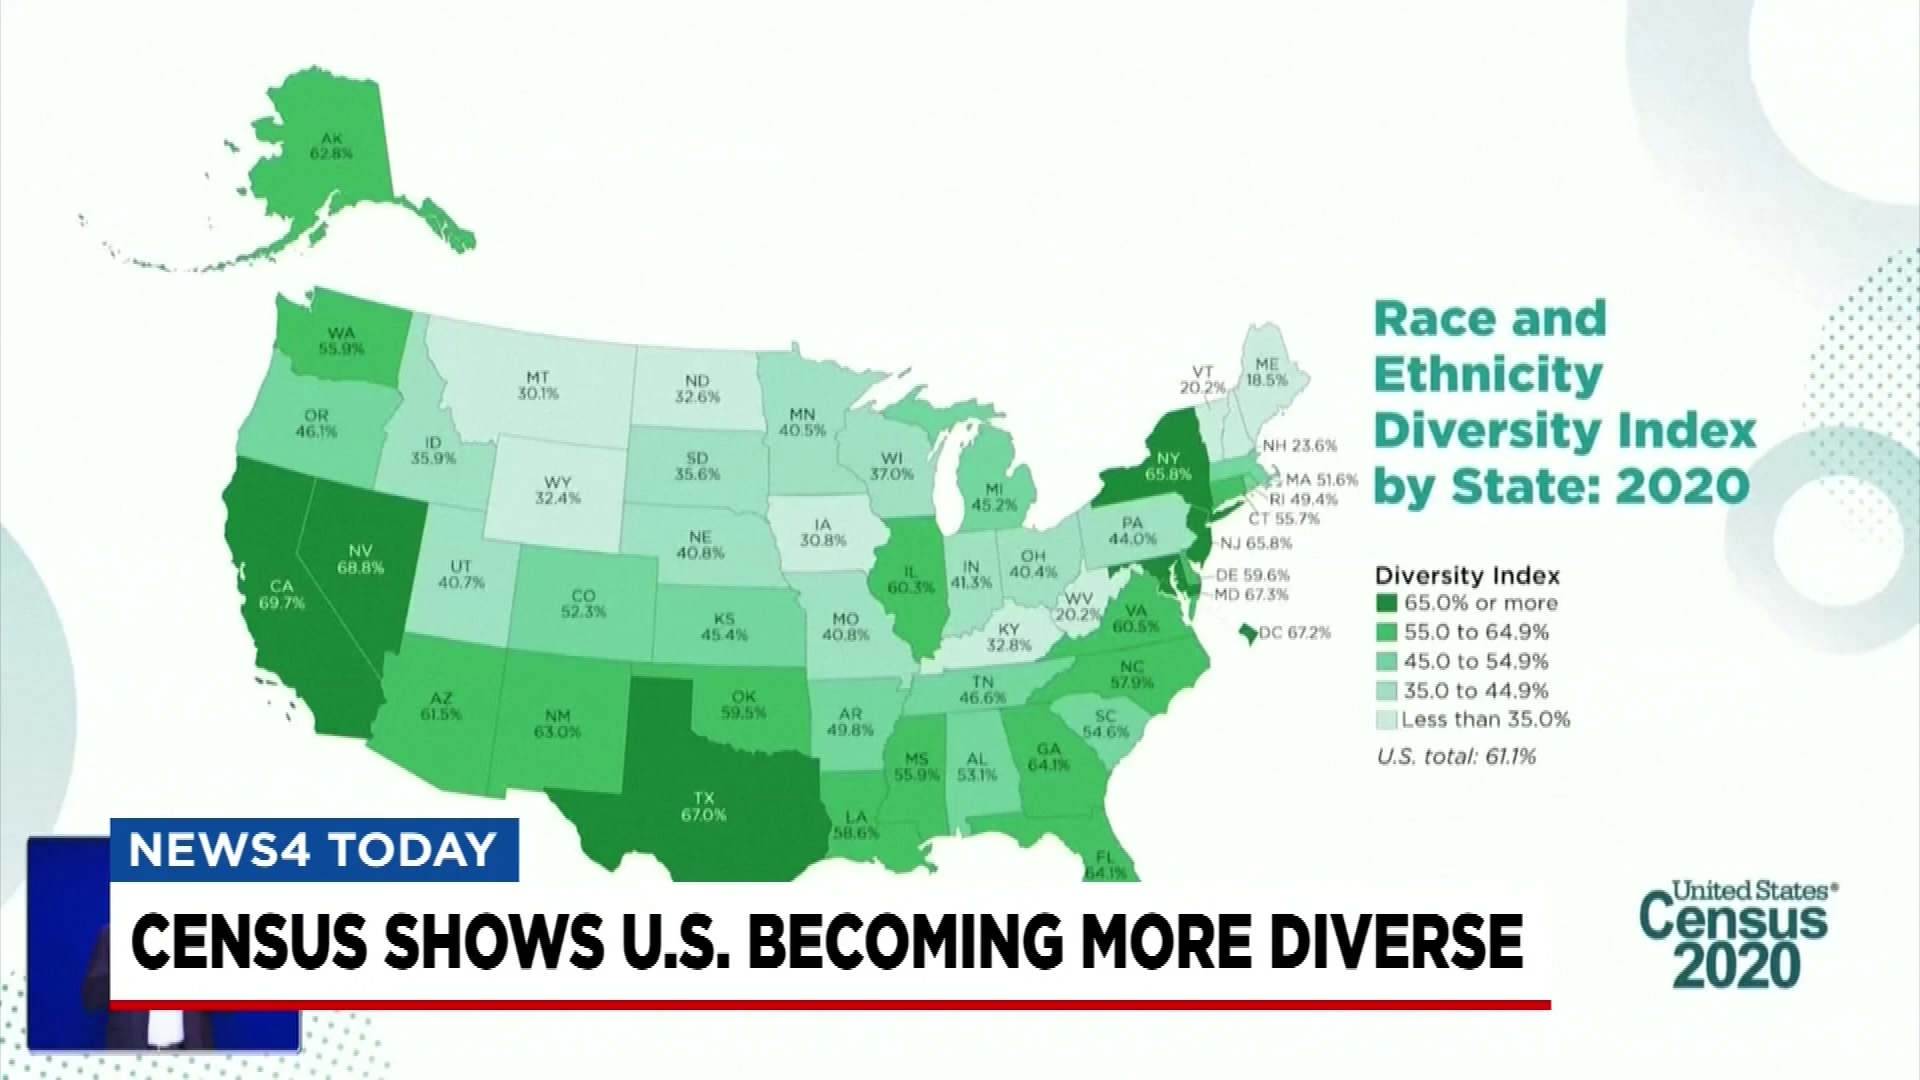 AK
62.8%
WA
55.9%
OR
46.1%
ID
35.9%
MT
30.1%
ND
32.6%
MN
40.5%
WI
37.0%
MI
45.2%
SD
35.6%
WY
32.4%
CA
69.7%
NV
68.8%
UT
40.7%
CO
52.3%
NE
40.8%
KS
45.4%
IA
30.8%
MO
40.8%
IL
60.3%
IN
41.3%
OH
40.4%
KY
32.8%
WV
20.2%
VA
60.5%
PA
44.0%
NY
65.8%
VT
20.2%
ME
18.5%
NH 23.6%
MA 51.6%
RI 49.4%
CT 55.7%
NJ 65.8%
DE 59.6%
MD 67.3%
DC 67.2%
AZ
61.5%
NM
63.0%
OK
59.5%
TX
67.0%
AR
49.8%
LA
58.6%
MS
55.9%
AL
53.1%
TN
46.6%
NC
57.9%
SC
54.6%
GA
64.1%
FL
64.1%
Race and
Ethnicity
Diversity Index
by State: 2020
Diversity Index
65.0% or more
55.0 to 64.9%
45.0 to 54.9%
35.0 to 44.9%
Less than 35.0%
U.S. total: 61.1%
NEWS4 TODAY
CENSUS SHOWS U.S. BECOMING MORE DIVERSE
United States®
Census
2020